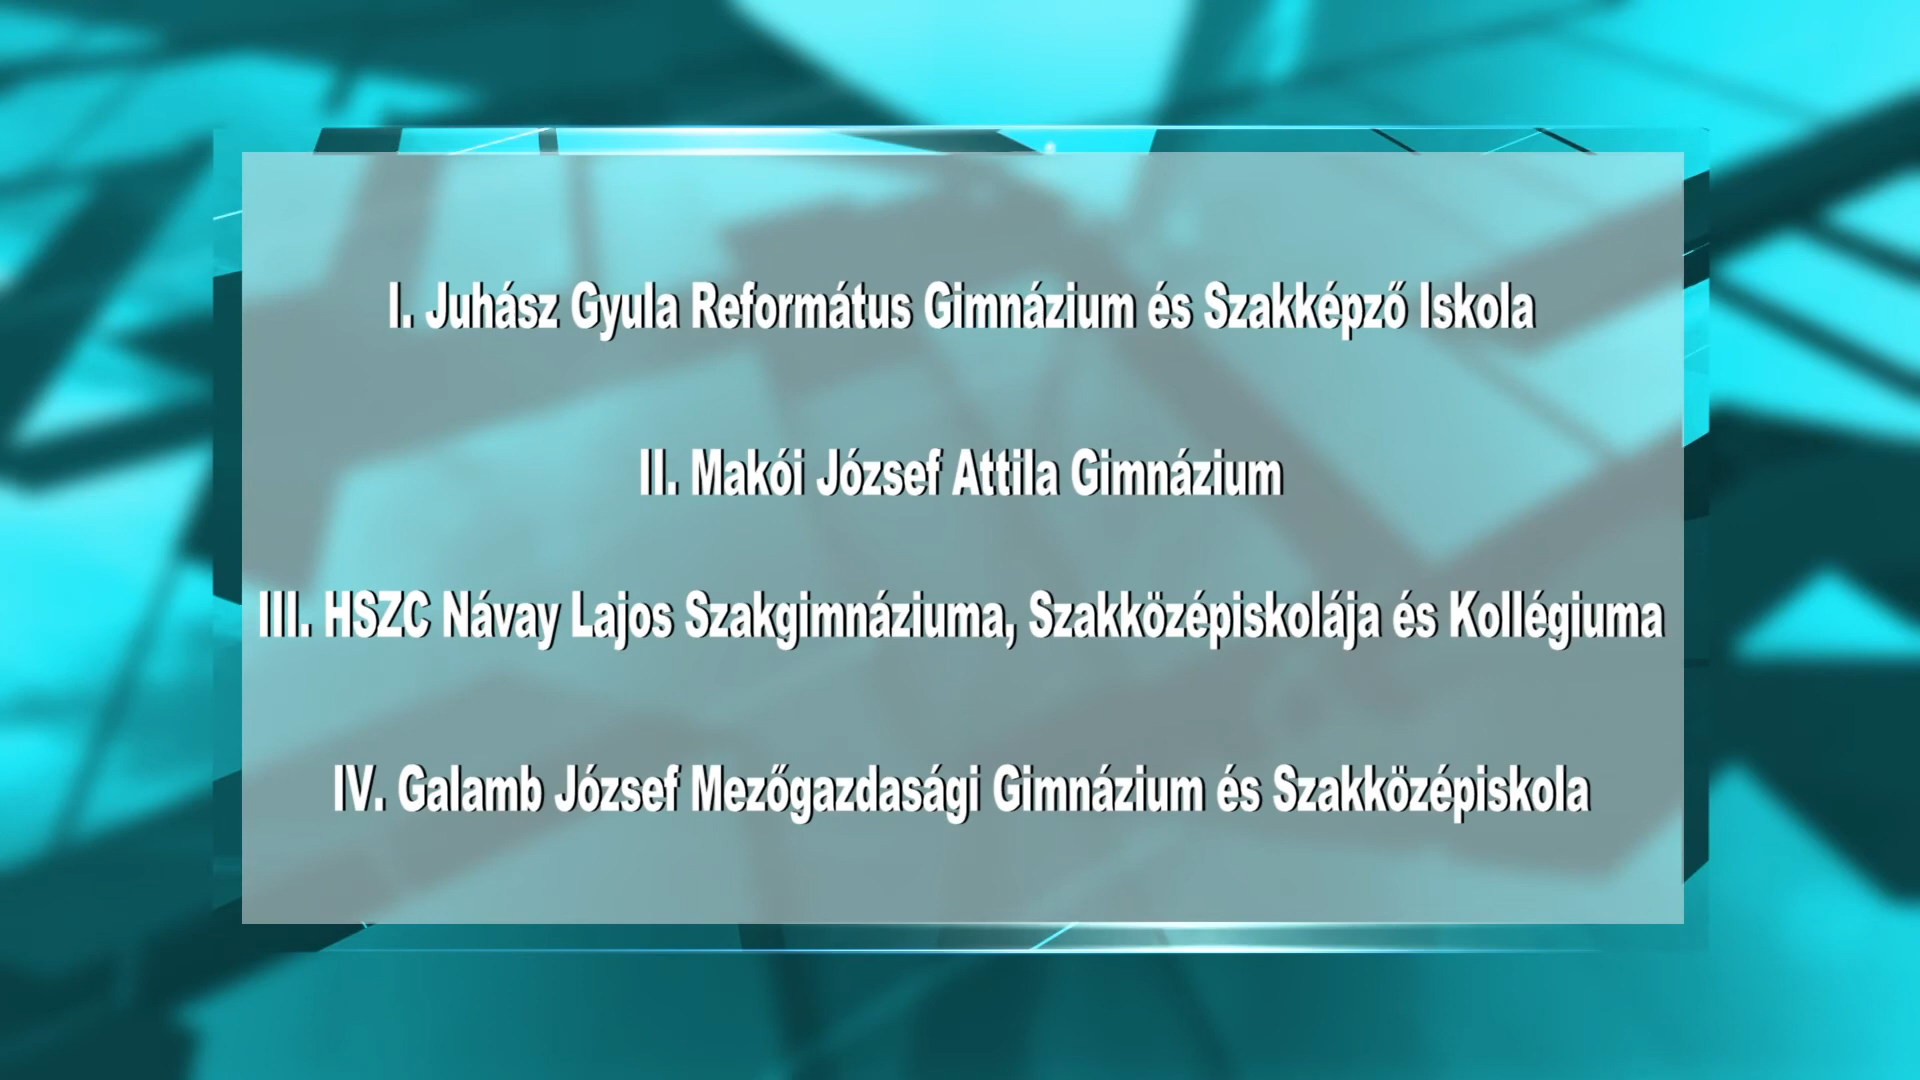 I. Juhász Gyula Református Gimnázium és Szakképző Iskola
II. Makói József Attila Gimnázium
III. HSZC Návay Lajos Szakgimnáziuma, Szakközépiskolája és Kollégiuma
IV. Galamb József Mezőgazdasági Gimnázium és Szakközépiskola